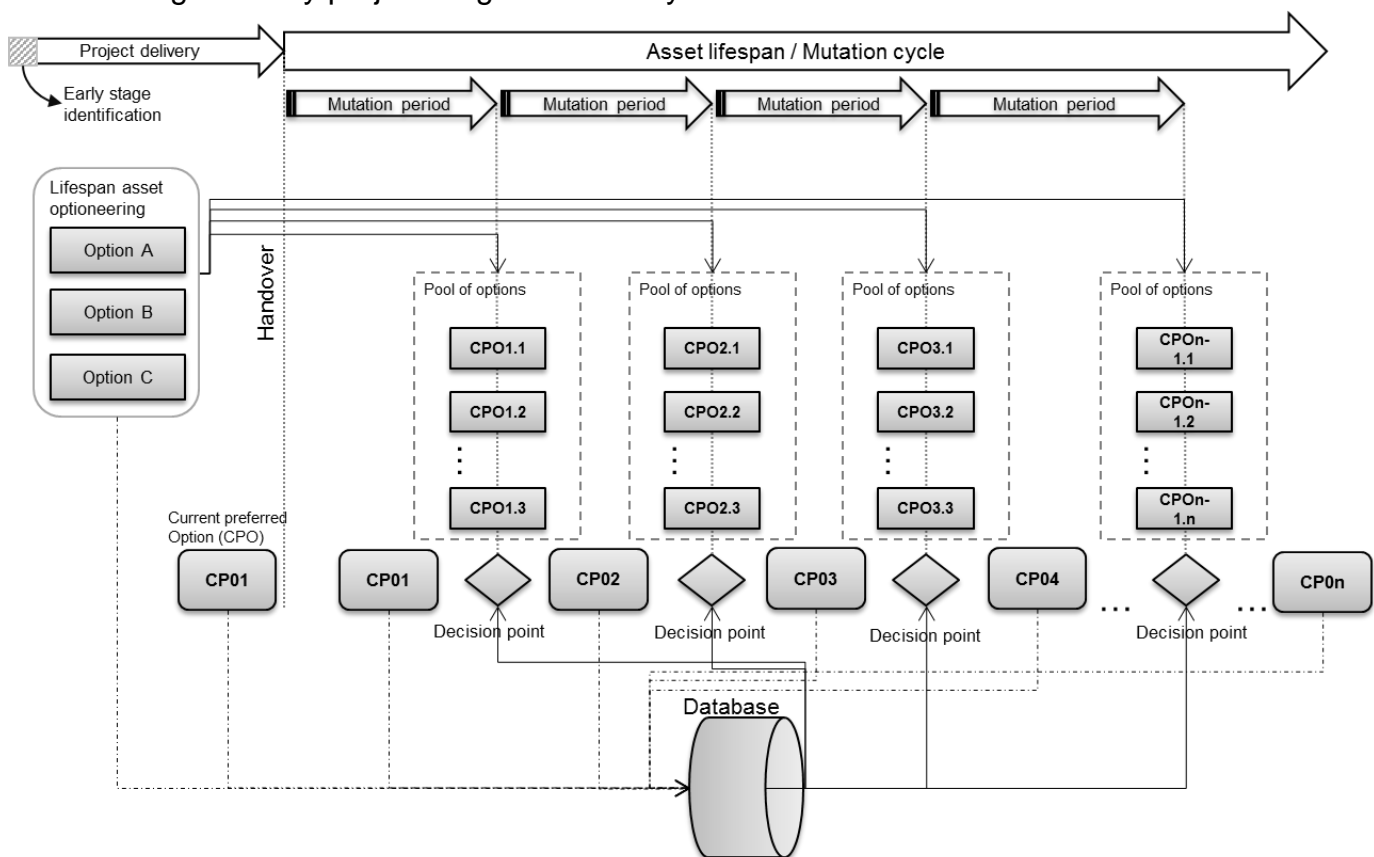 Project delivery
Asset lifespan / Mutation cycle
Early stage
identification
Mutation period
Mutation period
Mutation period
Mutation period
Lifespan asset
optioneering
Option A
Option B
Option C
Handover
Pool of options
CPO1.1
CPO1.2
CPO1.3
Pool of options
CPO2.1
CPO2.2
CPO2.3
Pool of options
CPO3.1
CPO3.2
CPO3.3
Pool of options
CPOn-
1.1
CPOn-
1.2
CPOn-
1.n
Current preferred
Option (CPO)
CP01
CP01
CP02
CP03
CP04
...
...
CP0n
Decision point
Decision point
Decision point
Decision point
Database